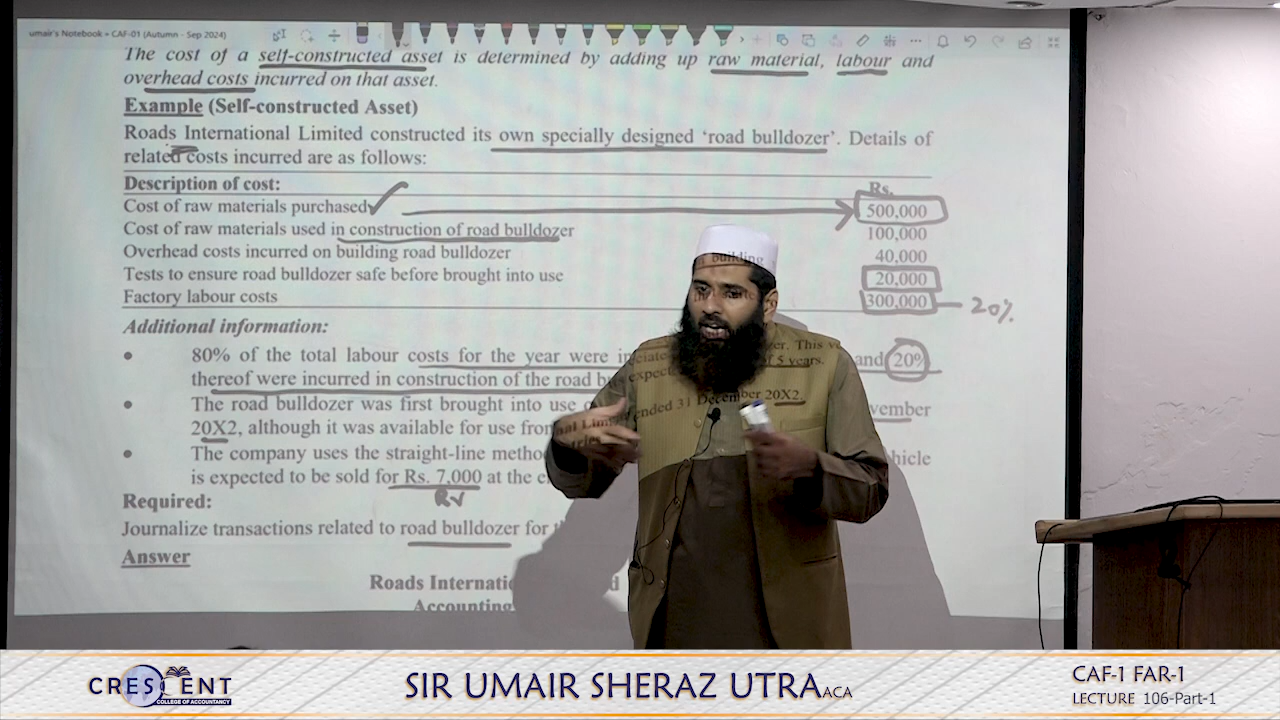 umair's Notebook » CAF-01 (Autumn - Sep 2024)
The cost of a self-constructed asset is determined by adding up raw material, labour and
overhead costs incurred on that asset.
Example (Self-constructed Asset)
Roads International Limited constructed its own specially designed ‘road bulldozer’. Details of
related costs incurred are as follows:
Description of cost: Rs.
Cost of raw materials purchased 500,000
Cost of raw materials used in construction of road bulldozer 100,000
Overhead costs incurred on building road bulldozer 40,000
Tests to ensure road bulldozer safe before brought into use 20,000
Factory labour costs 300,000 20%
Additional information:
80% of the total labour costs for the year were and 20%
thereof were incurred in construction of the road
The road bulldozer was first brought into use
20X2, although it was available for use from
The company uses the straight-line
is expected to be sold for Rs. 7,000 at the
RV
Required:
Journalize transactions related to road bulldozer for
Answer
Roads
building
of 5 years.
ended 31 December 20X2.
CRESCENT
COLLEGE OF ACCOUNTANCY
SIR UMAIR SHERAZ UTRA ACA
CAF-1 FAR-1
LECTURE 106-Part-1